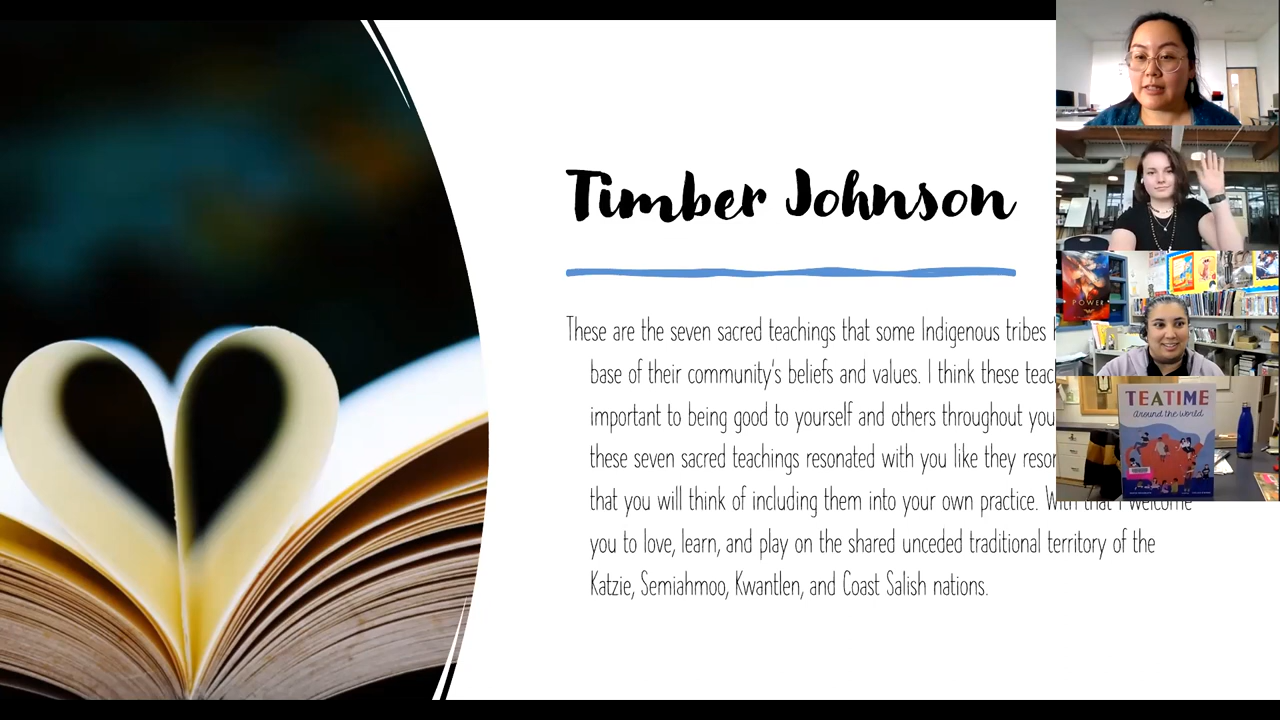 Timber Johnson
These are the seven sacred teachings that some Indigenous tribes
base of their community's beliefs and values. I think these
important to being good to yourself and others throughout
these seven sacred teachings resonated with you like they
that you will think of including them into your own practice. With that I welcome
you to love, learn, and play on the shared unceded traditional territory of the
Katzie, Semiahmoo, Kwantlen, and Coast Salish nations.
POWER
TEATIME
Around the world